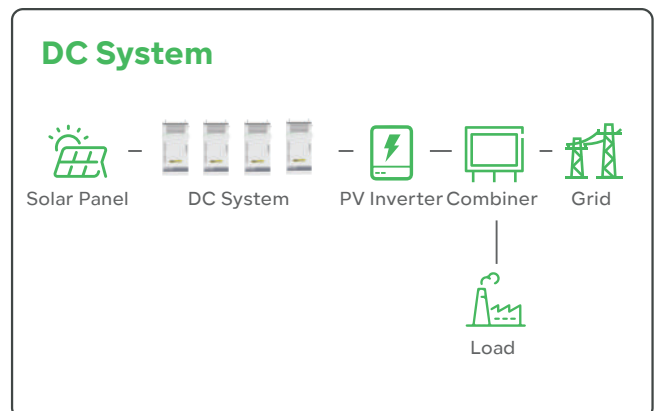 DC System
Solar Panel
DC System
PV Inverter
Combiner
Grid
Load